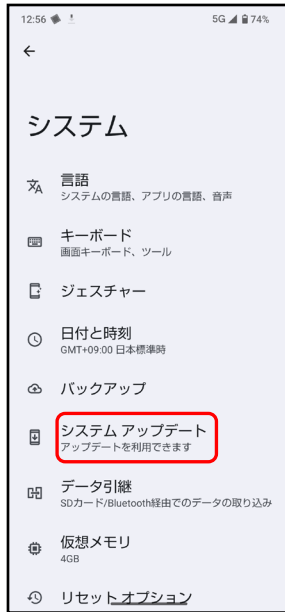 12:56 5G 74%
システム
言語
システムの言語、アプリの言語、音声
キーボード
画面キーボード、ツール
ジェスチャー
日付と時刻
GMT+09:00 日本標準時
バックアップ
システム アップデート
アップデートを利用できます
データ引継
SDカード/Bluetooth経由でのデータの取り込み
仮想メモリ
4GB
リセット オプション